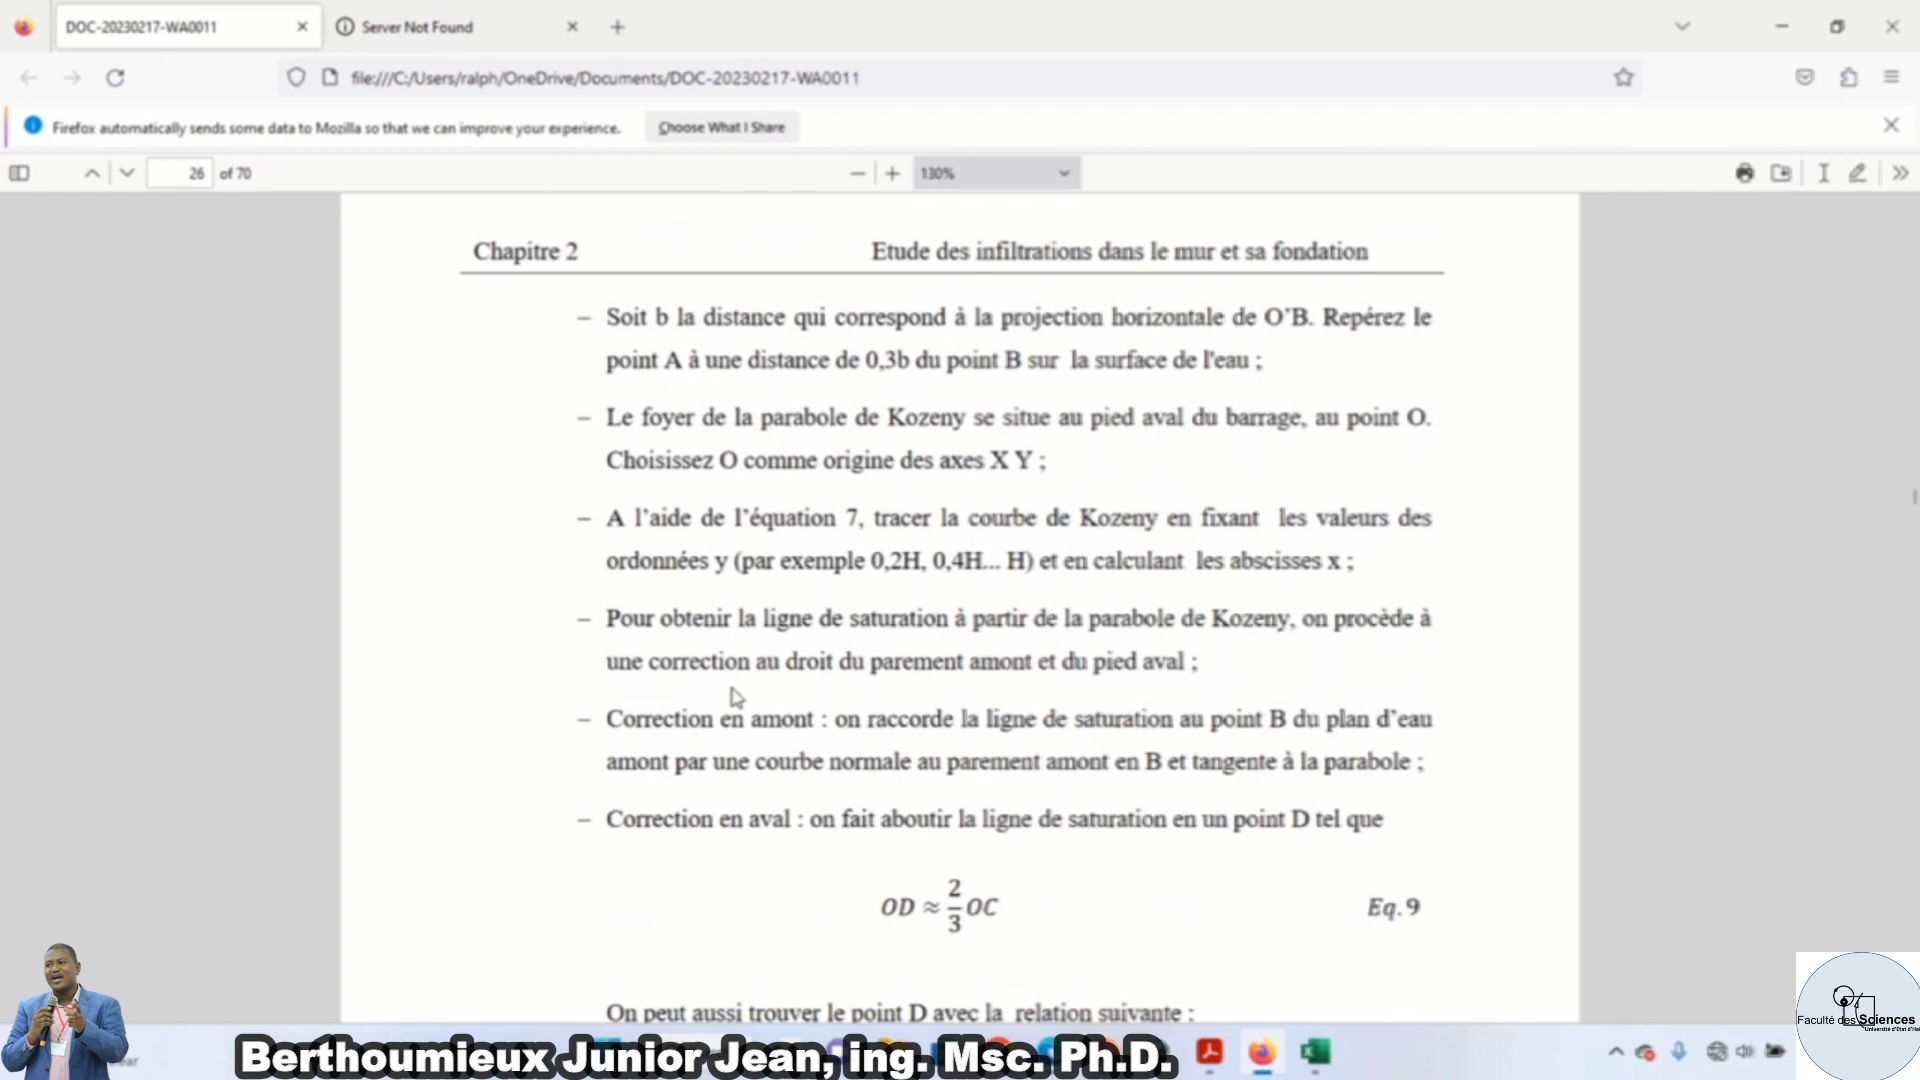 DOC-20230217-WA0011
Server Not Found
file:///C:/Users/ralph/OneDrive/Documents/DOC-20230217-WA0011
Firefox automatically sends some data to Mozilla so that we can improve your experience.
Choose What I Share
26 of 70
130%
Chapitre 2
Etude des infiltrations dans le mur et sa fondation
– Soit b la distance qui correspond à la projection horizontale de O’B. Repérez le
point A à une distance de 0,3b du point B sur la surface de l'eau ;
– Le foyer de la parabole de Kozeny se situe au pied aval du barrage, au point O.
Choisissez O comme origine des axes X Y ;
– A l’aide de l’équation 7, tracer la courbe de Kozeny en fixant les valeurs des
ordonnées y (par exemple 0,2H, 0,4H... H) et en calculant les abscisses x ;
– Pour obtenir la ligne de saturation à partir de la parabole de Kozeny, on procède à
une correction au droit du parement amont et du pied aval ;
– Correction en amont : on raccorde la ligne de saturation au point B du plan d’eau
amont par une courbe normale au parement amont en B et tangente à la parabole ;
– Correction en aval : on fait aboutir la ligne de saturation en un point D tel que
OD ≈ 2/3 OC
Eq.9
On peut aussi trouver le point D avec la relation suivante :
Berthoumieux Junior Jean, ing. Msc. Ph.D.
Faculté des Sciences